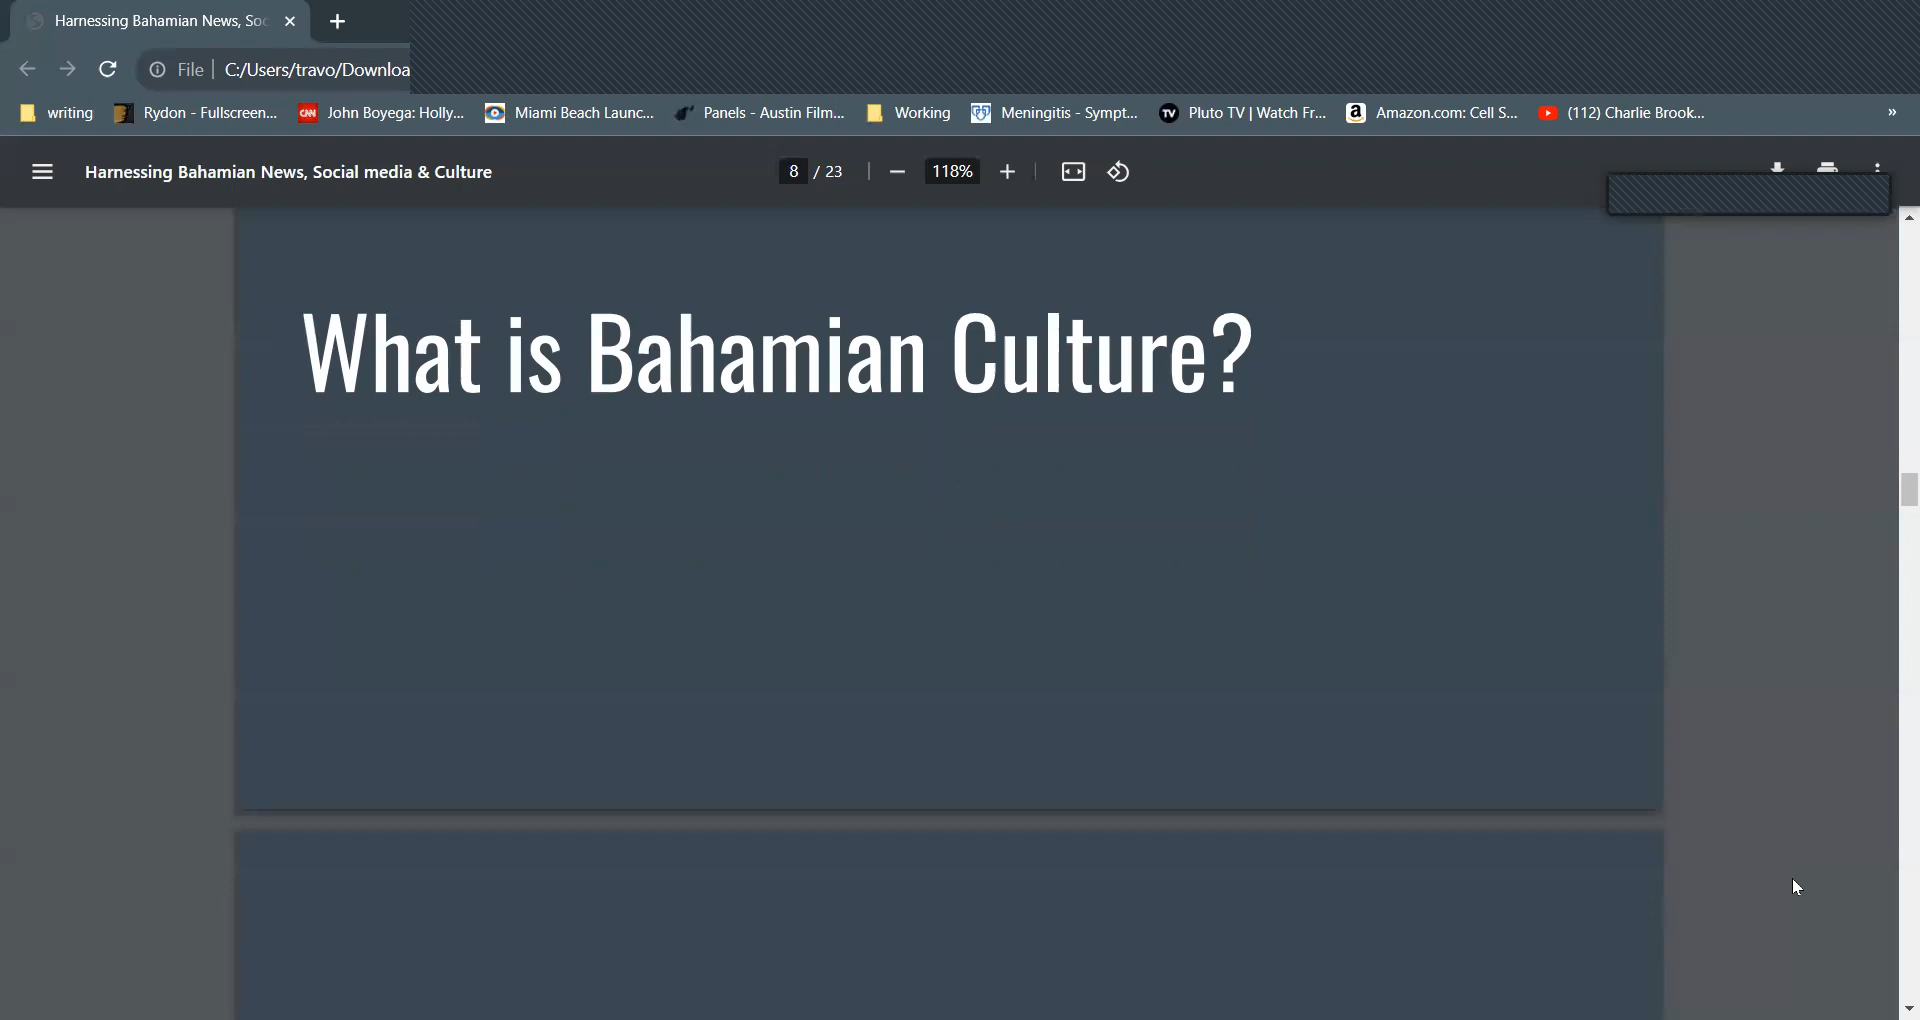 Harnessing Bahamian News, Soc
File C:/Users/travo/Downloa
writing Rydon - Fullscreen... CNN John Boyega: Holly... Miami Beach Launc... Panels - Austin Film... Working Meningitis - Sympt... TV Pluto TV | Watch Fr... a Amazon.com: Cell S... (112) Charlie Brook... »
Harnessing Bahamian News, Social media & Culture 8 / 23 118%
What is Bahamian Culture?